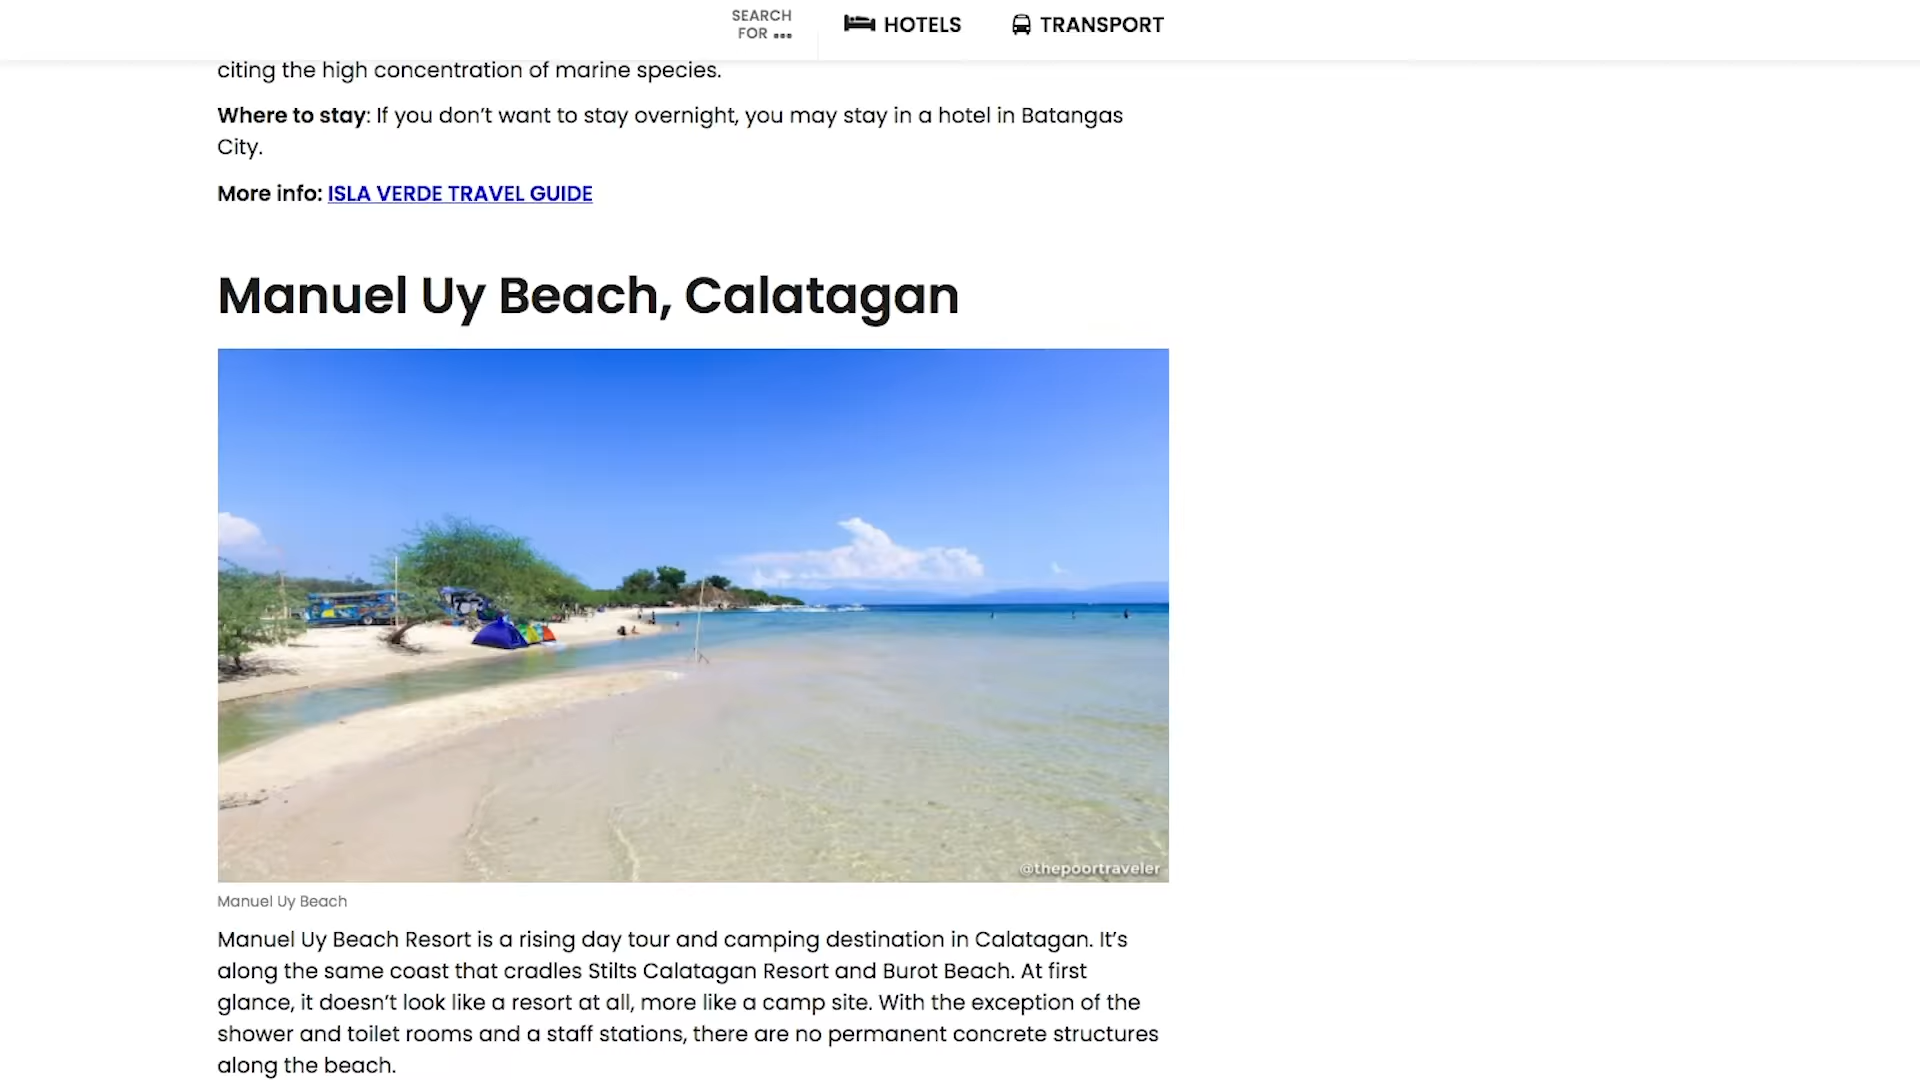 SEARCH
FOR ...
HOTELS
TRANSPORT
citing the high concentration of marine species.
Where to stay: If you don’t want to stay overnight, you may stay in a hotel in Batangas
City.
More info: ISLA VERDE TRAVEL GUIDE
Manuel Uy Beach, Calatagan
@thepoortraveler
Manuel Uy Beach
Manuel Uy Beach Resort is a rising day tour and camping destination in Calatagan. It’s
along the same coast that cradles Stilts Calatagan Resort and Burot Beach. At first
glance, it doesn’t look like a resort at all, more like a camp site. With the exception of the
shower and toilet rooms and a staff stations, there are no permanent concrete structures
along the beach.